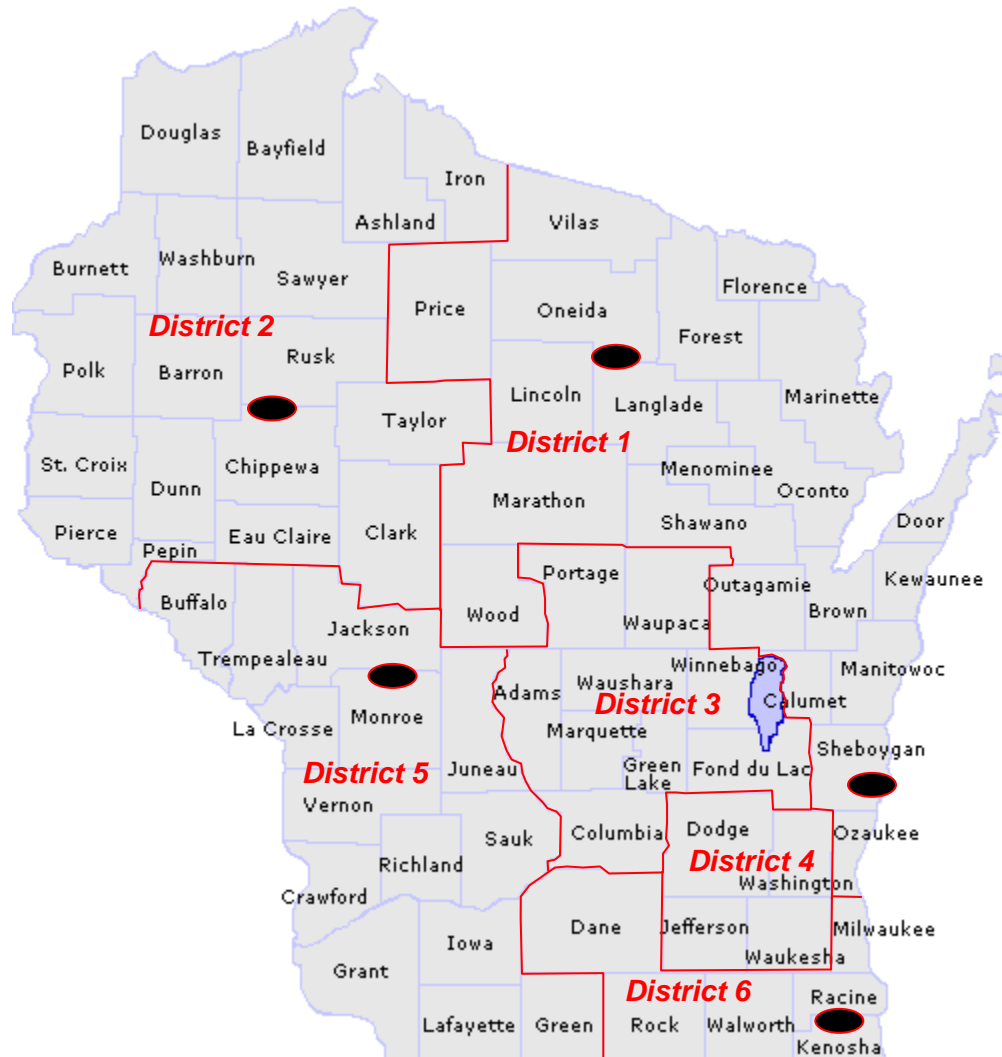 Douglas
Bayfield
Iron
Ashland
Vilas
Washburn
Burnett
Sawyer
Florence
Price
Oneida
District 2
Forest
Rusk
Polk
Barron
Lincoln
Marinette
Langlade
Taylor
District 1
St. Croix
Chippewa
Menominee
Dunn
Oconto
Marathon
Door
Shawano
Pierce
Eau Claire
Clark
Pepin
Portage
Kewaunee
Outagamie
Buffalo
Brown
Wood
Waupaca
Jackson
Trempealeau
Winnebago
Manitowoc
Waushara
Adams
Calumet
District 3
Monroe
La Crosse
Marquette
Sheboygan
Green
Lake
Fond du Lac
Juneau
District 5
Vernon
Columbia
Dodge
Ozaukee
Sauk
District 4
Richland
Washington
Crawford
Dane
Jefferson
Milwaukee
Iowa
Waukesha
Grant
District 6
Racine
Lafayette
Green
Rock
Walworth
Kenosha